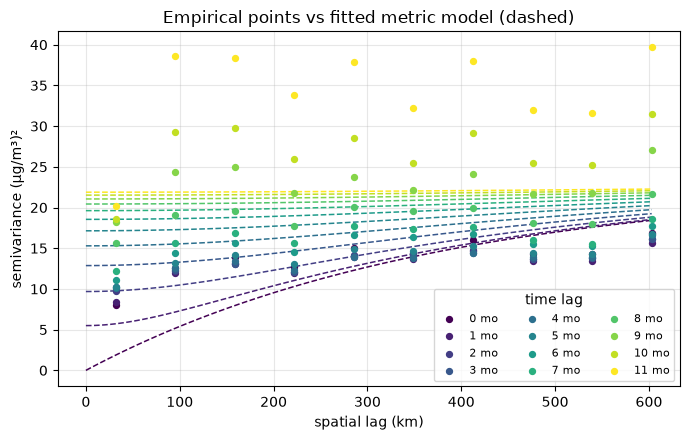 Empirical points vs fitted metric model (dashed)
semivariance (µg/m³)²
40
35
30
25
20
15
10
5
0
0 100 200 300 400 500 600
spatial lag (km)
time lag
0 mo 4 mo 8 mo
1 mo 5 mo 9 mo
2 mo 6 mo 10 mo
3 mo 7 mo 11 mo